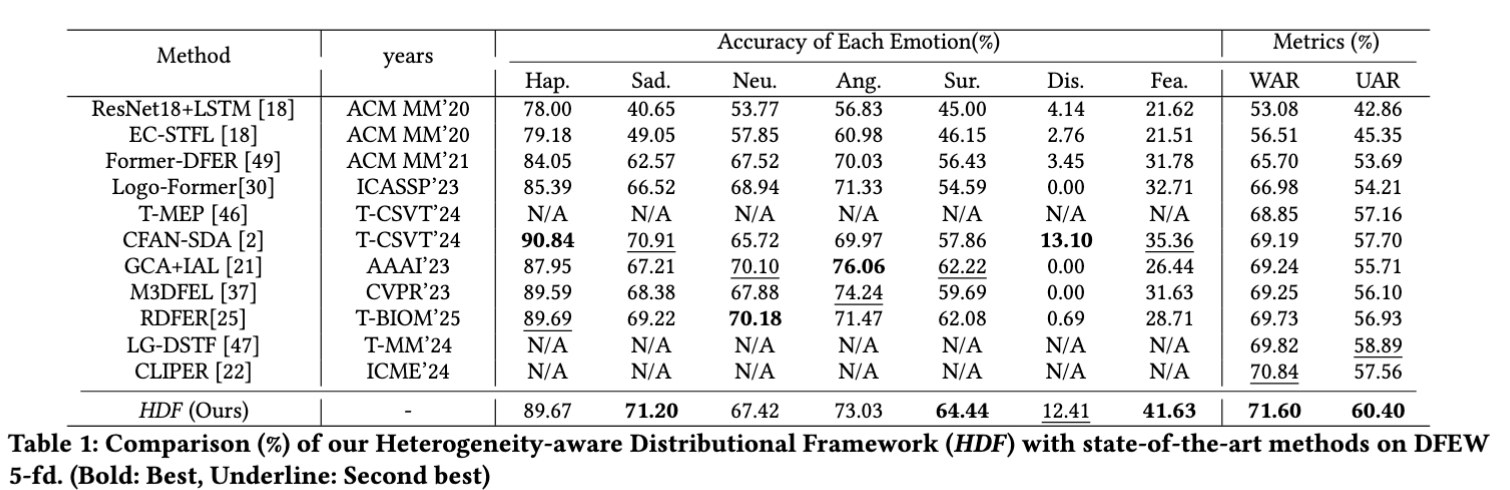 Method years Accuracy of Each Emotion(%) Metrics (%)
Hap. Sad. Neu. Ang. Sur. Dis. Fea. WAR UAR
ResNet18+LSTM [18] ACM MM’20 78.00 40.65 53.77 56.83 45.00 4.14 21.62 53.08 42.86
EC-STFL [18] ACM MM’20 79.18 49.05 57.85 60.98 46.15 2.76 21.51 56.51 45.35
Former-DFER [49] ACM MM’21 84.05 62.57 67.52 70.03 56.43 3.45 31.78 65.70 53.69
Logo-Former[30] ICASSP’23 85.39 66.52 68.94 71.33 54.59 0.00 32.71 66.98 54.21
T-MEP [46] T-CSVT’24 N/A N/A N/A N/A N/A N/A N/A 68.85 57.16
CFAN-SDA [2] T-CSVT’24 90.84 70.91 65.72 69.97 57.86 13.10 35.36 69.19 57.70
GCA+IAL [21] AAAI’23 87.95 67.21 70.10 76.06 62.22 0.00 26.44 69.24 55.71
M3DFEL [37] CVPR’23 89.59 68.38 67.88 74.24 59.69 0.00 31.63 69.25 56.10
RDFER[25] T-BIOM’25 89.69 69.22 70.18 71.47 62.08 0.69 28.71 69.73 56.93
LG-DSTF [47] T-MM’24 N/A N/A N/A N/A N/A N/A N/A 69.82 58.89
CLIPER [22] ICME’24 N/A N/A N/A N/A N/A N/A N/A 70.84 57.56
HDF (Ours) - 89.67 71.20 67.42 73.03 64.44 12.41 41.63 71.60 60.40
Table 1: Comparison (%) of our Heterogeneity-aware Distributional Framework (HDF) with state-of-the-art methods on DFEW
5-fd. (Bold: Best, Underline: Second best)